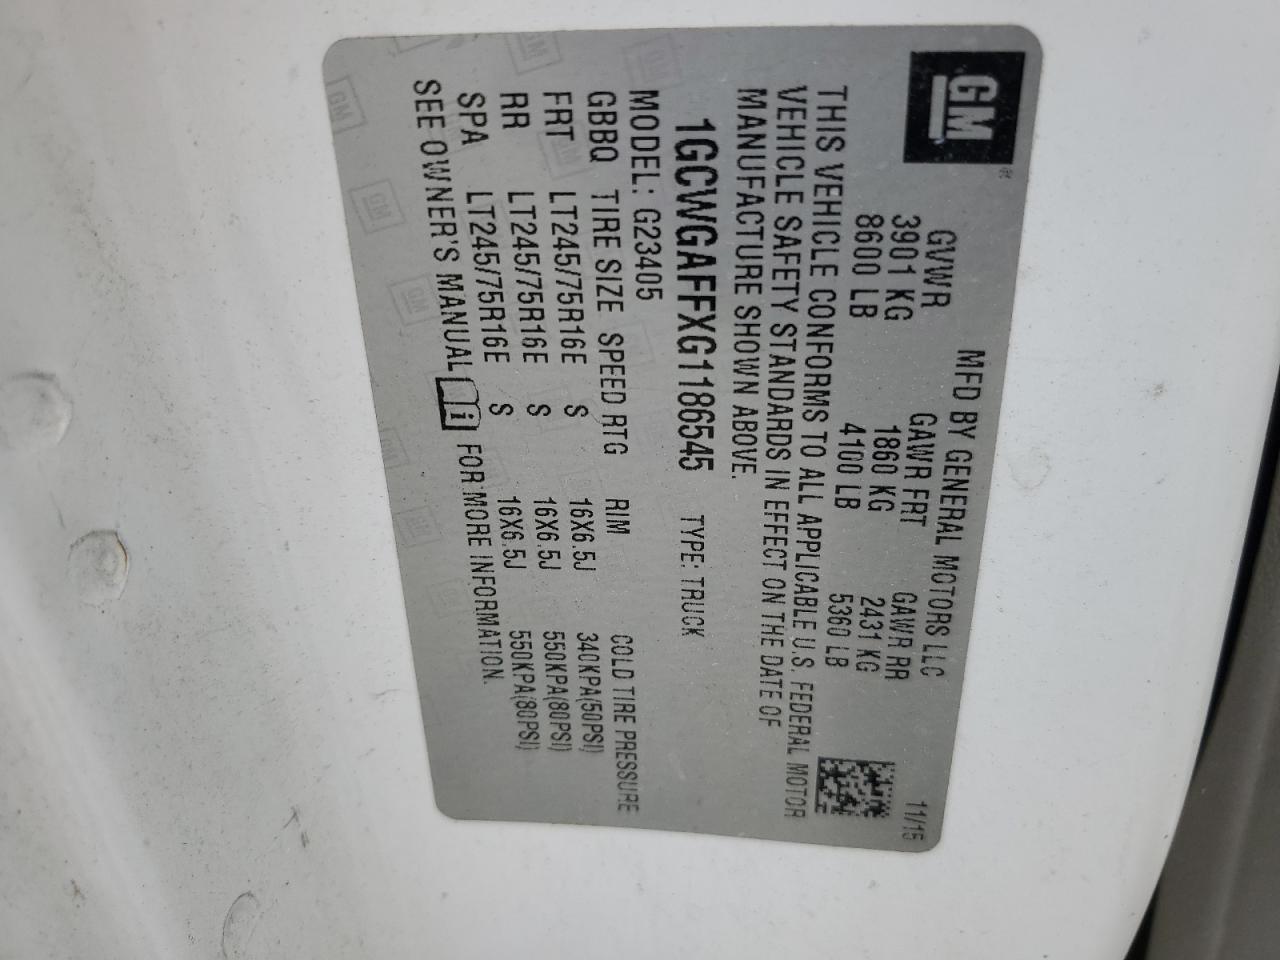 GM
MFD BY GENERAL MOTORS LLC 11/15
GVWR GAWR FRT GAWR RR
3901 KG 1860 KG 2431 KG
8600 LB 4100 LB 5360 LB
THIS VEHICLE CONFORMS TO ALL APPLICABLE U.S. FEDERAL MOTOR
VEHICLE SAFETY STANDARDS IN EFFECT ON THE DATE OF
MANUFACTURE SHOWN ABOVE.
1GCWGAFFXG1186545 TYPE: TRUCK
MODEL: G23405
GBBQ TIRE SIZE SPEED RTG RIM COLD TIRE PRESSURE
FRT LT245/75R16E S 16X6.5J 340KPA(50PSI)
RR LT245/75R16E S 16X6.5J 550KPA(80PSI)
SPA LT245/75R16E S 16X6.5J 550KPA(80PSI)
SEE OWNER'S MANUAL i FOR MORE INFORMATION.